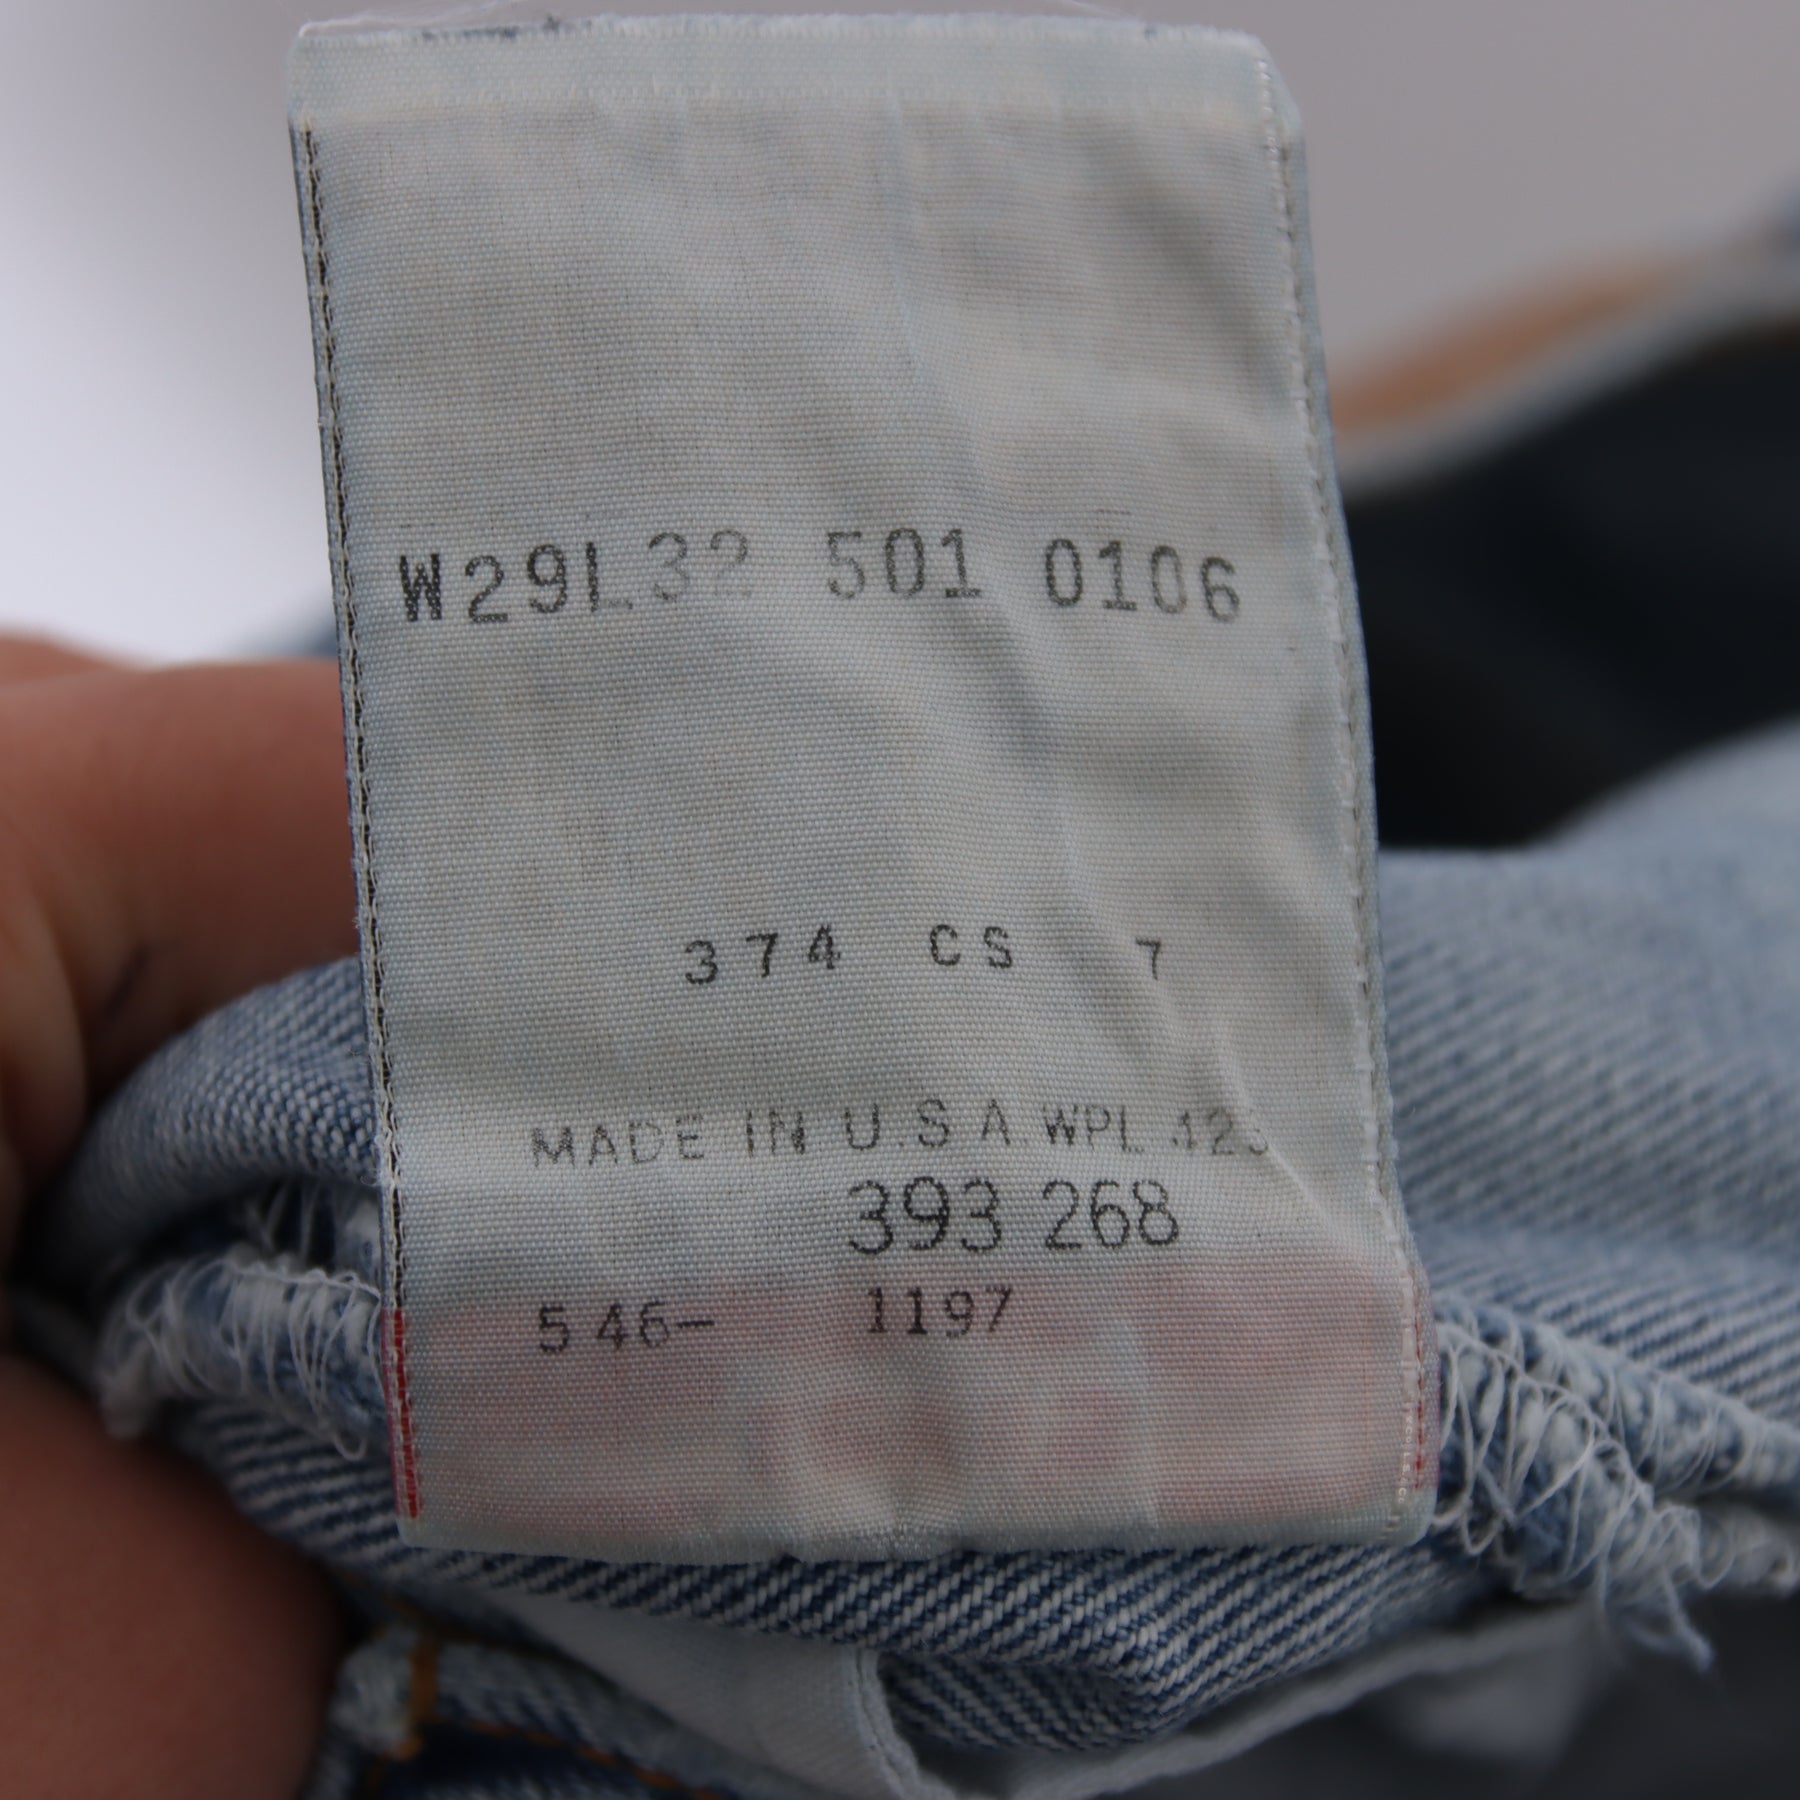 W29L32 501 0106
374 CS 7
MADE IN U.S.A. WPL 423
393 268
546- 1197